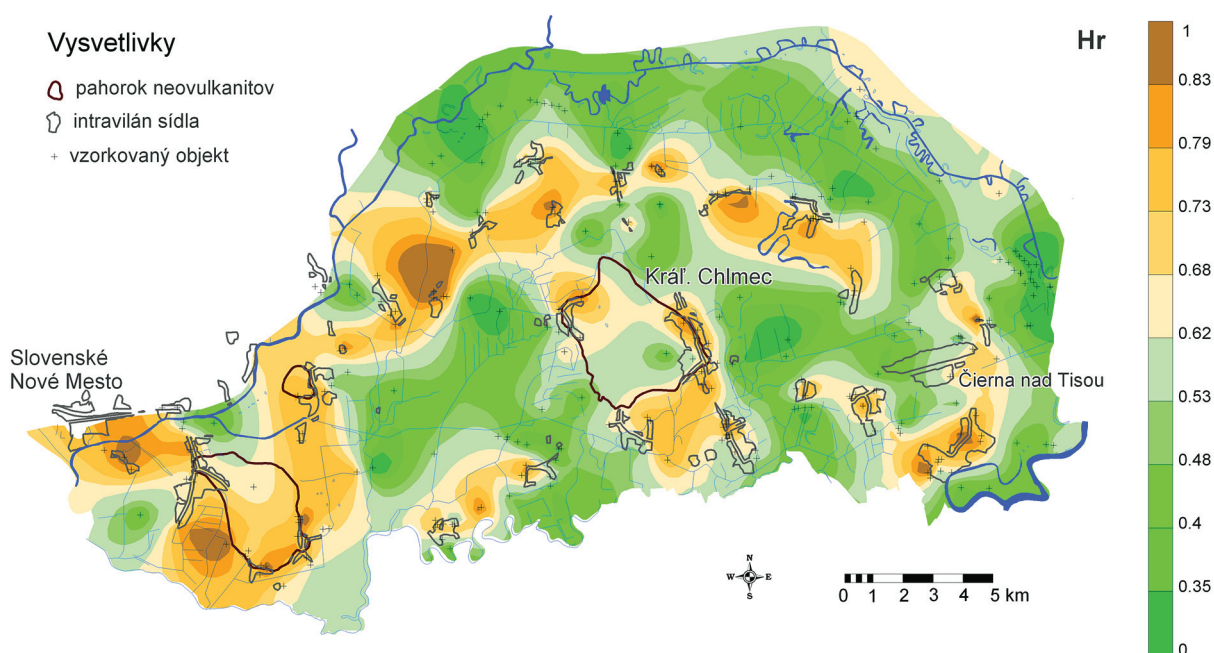 Vysvetlivky
pahorok neovulkanitov
intravilán sídla
vzorkovaný objekt
Hr
1
0.83
0.79
0.73
0.68
0.62
0.53
0.48
0.4
0.35
0
Kráľ. Chlmec
Slovenské
Nové Mesto
Čierna nad Tisou
N
W E
S
0 1 2 3 4 5 km